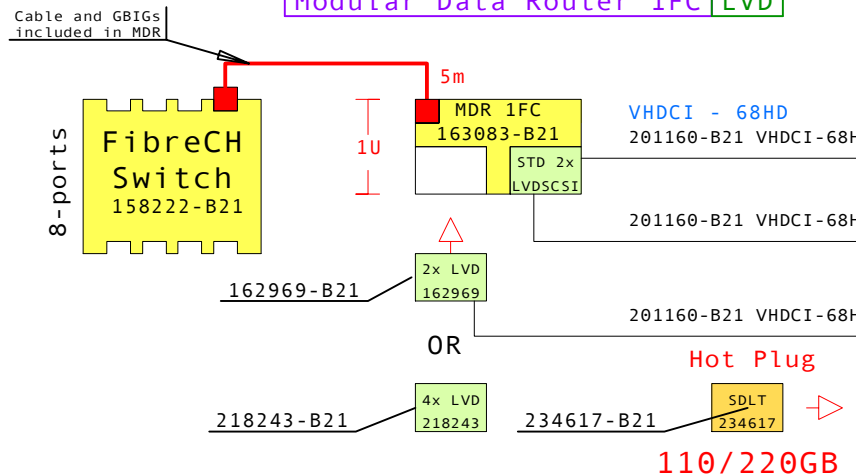 Modular Data Router 1FC LVD
Cable and GBIGs
included in MDR
5m
8-ports
FibreCH
Switch
158222-B21
1U
MDR 1FC
163083-B21
STD 2x
LVDSCSI
VHDCI - 68HD
201160-B21 VHDCI-68H
201160-B21 VHDCI-68H
2x LVD
162969
162969-B21
201160-B21 VHDCI-68H
OR
Hot Plug
4x LVD
218243
218243-B21
234617-B21
SDLT
234617
110/220GB